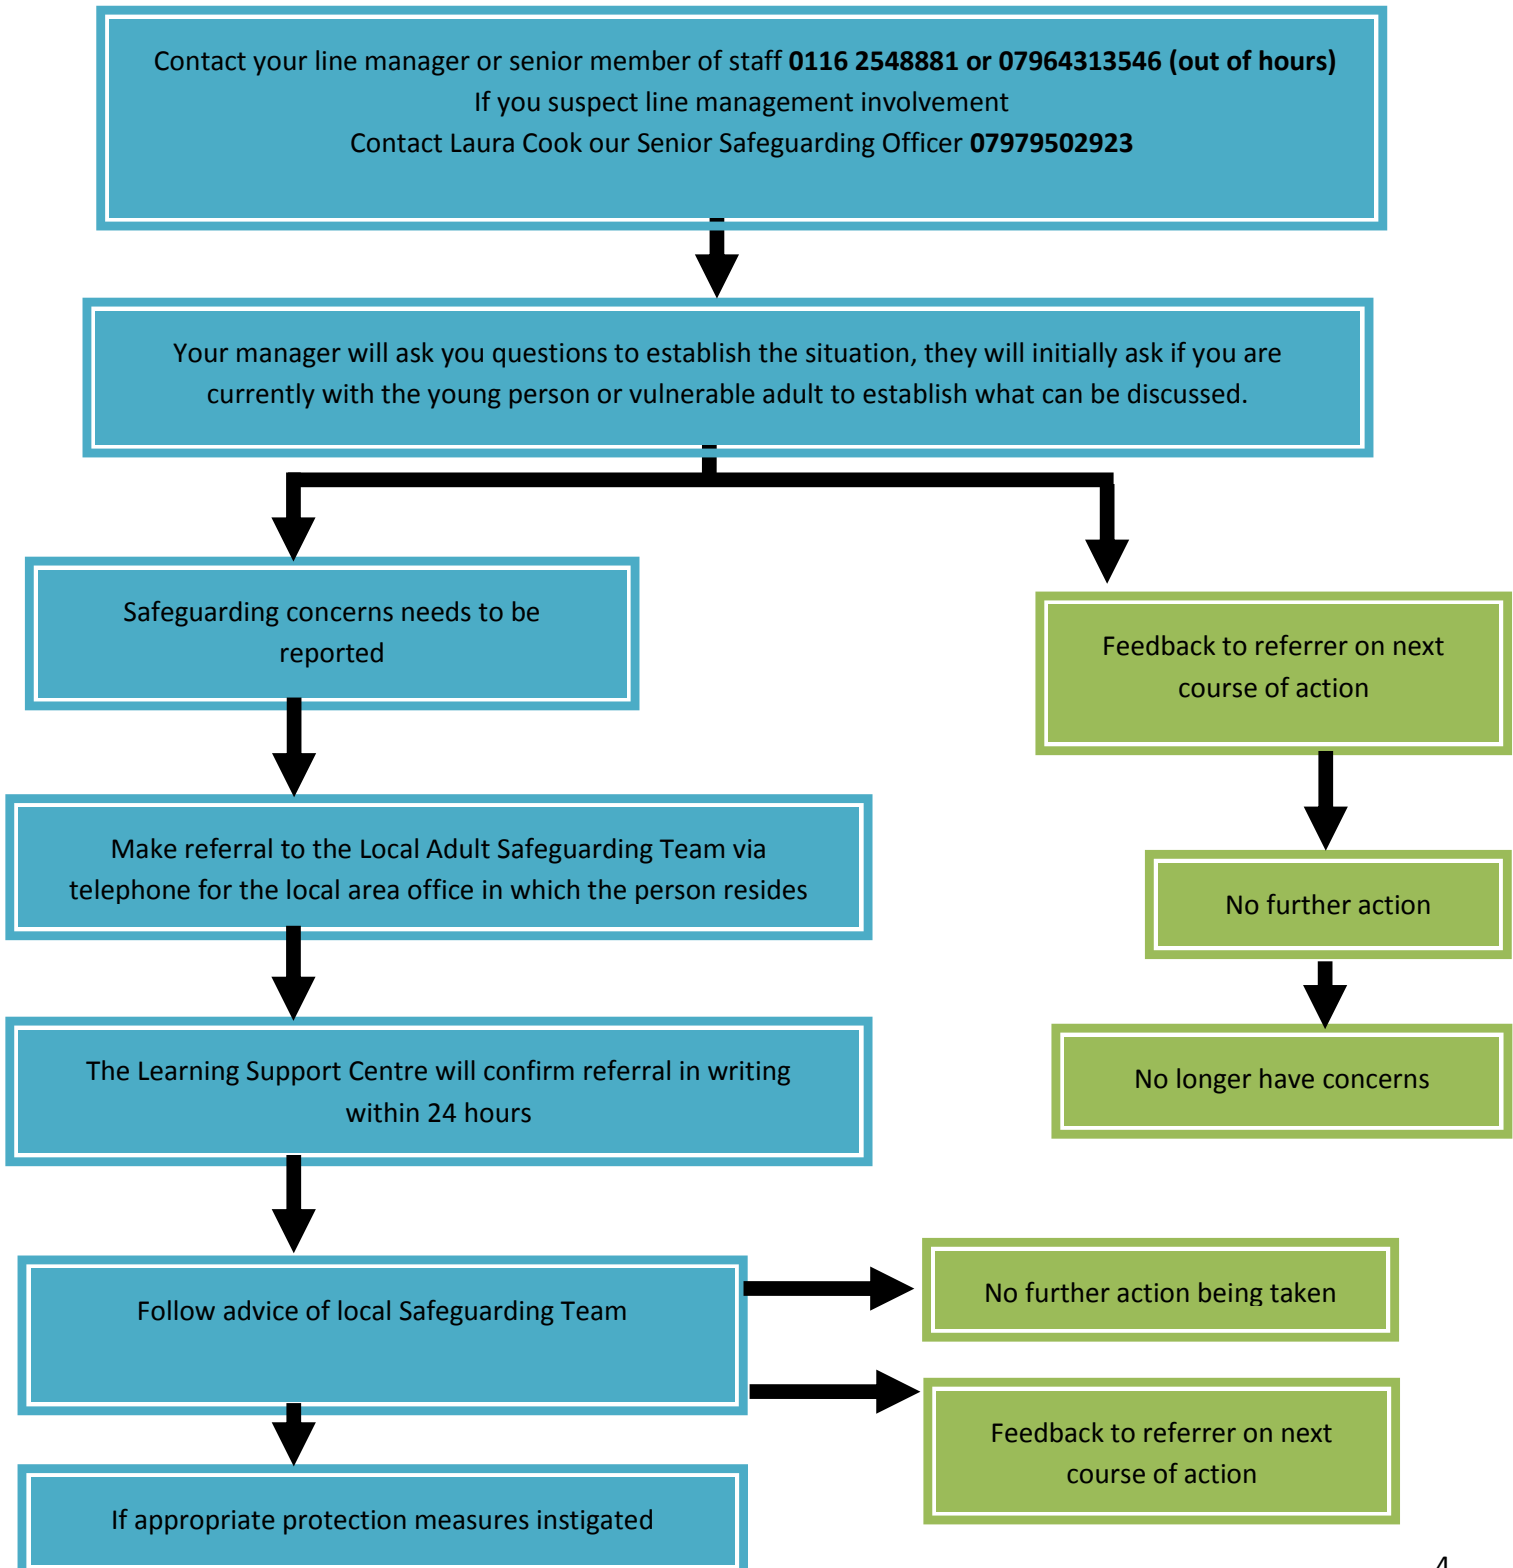 Contact your line manager or senior member of staff 0116 2548881 or 07964313546 (out of hours)
If you suspect line management involvement
Contact Laura Cook our Senior Safeguarding Officer 07979502923
Your manager will ask you questions to establish the situation, they will initially ask if you are
currently with the young person or vulnerable adult to establish what can be discussed.
Safeguarding concerns needs to be
reported
Feedback to referrer on next
course of action
Make referral to the Local Adult Safeguarding Team via
telephone for the local area office in which the person resides
No further action
The Learning Support Centre will confirm referral in writing
within 24 hours
No longer have concerns
Follow advice of local Safeguarding Team
No further action being taken
Feedback to referrer on next
course of action
If appropriate protection measures instigated
4